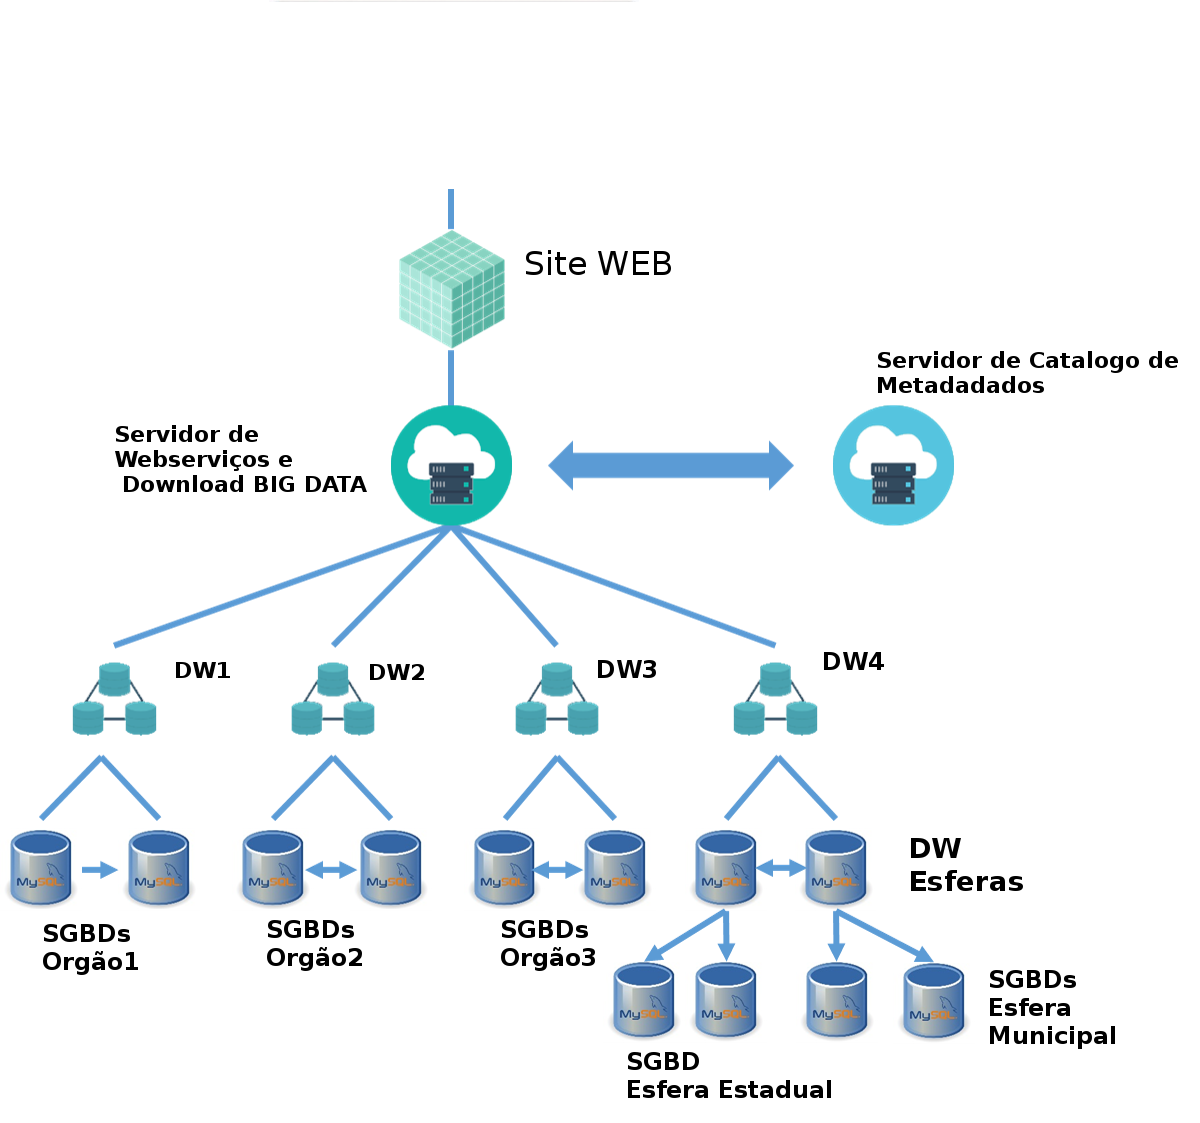 Site WEB
Servidor de Catalogo de
Metadadados
Servidor de
Webserviços e
Download BIG DATA
DW1
DW2
DW3
DW4
MySQL
MySQL
MySQL
MySQL
MySQL
MySQL
MySQL
MySQL
DW
Esferas
SGBDs
Orgão1
SGBDs
Orgão2
SGBDs
Orgão3
MySQL
MySQL
MySQL
MySQL
SGBDs
Esfera
Municipal
SGBD
Esfera Estadual